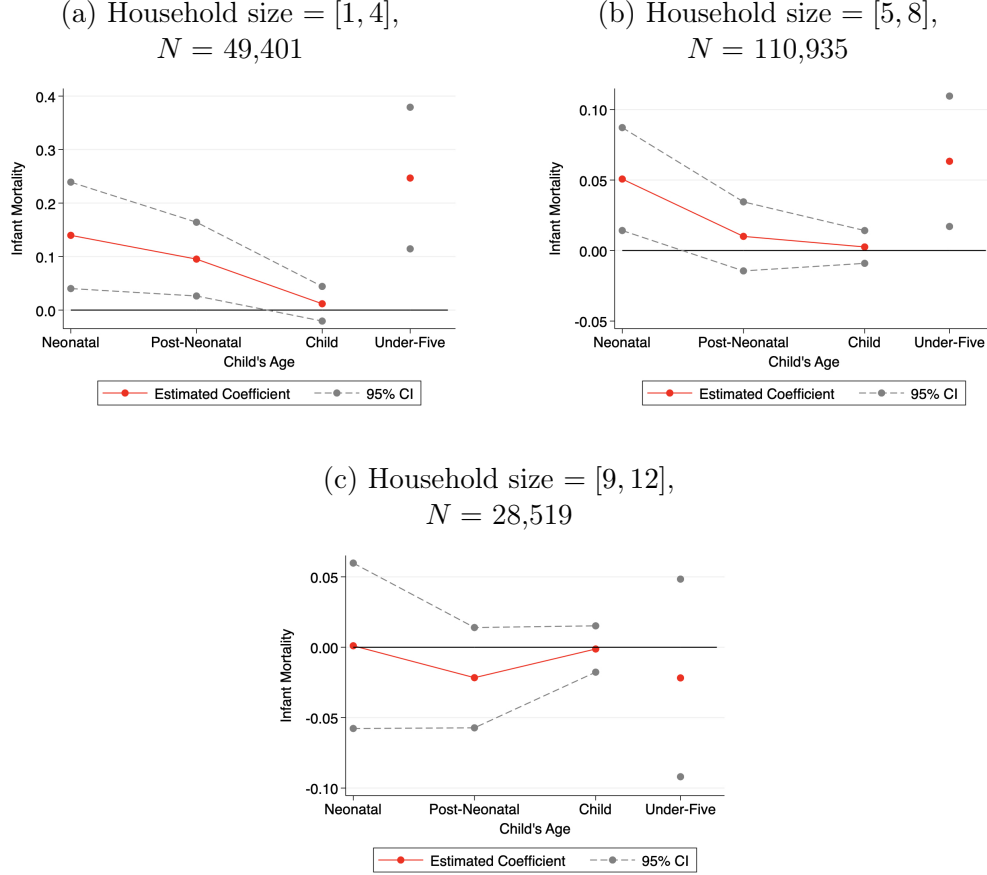 (a) Household size = [1, 4],
N = 49,401
0.4
0.3
0.2
0.1
0.0
Infant Mortality
Neonatal Post-Neonatal Child Under-Five
Child's Age
Estimated Coefficient 95% CI
(b) Household size = [5, 8],
N = 110,935
0.10
0.05
0.00
-0.05
Infant Mortality
Neonatal Post-Neonatal Child Under-Five
Child's Age
Estimated Coefficient 95% CI
(c) Household size = [9, 12],
N = 28,519
0.05
0.00
-0.05
-0.10
Infant Mortality
Neonatal Post-Neonatal Child Under-Five
Child's Age
Estimated Coefficient 95% CI